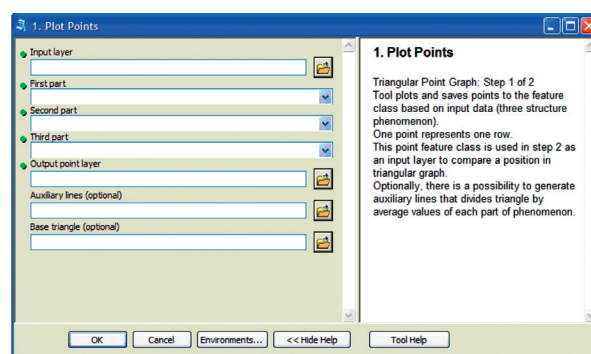 1. Plot Points
Input layer
First part
Second part
Third part
Output point layer
Auxiliary lines (optional)
Base triangle (optional)
1. Plot Points
Triangular Point Graph: Step 1 of 2
Tool plots and saves points to the feature
class based on input data (three structure
phenomenon).
One point represents one row.
This point feature class is used in step 2 as
an input layer to compare a position in
triangular graph.
Optionally, there is a possibility to generate
auxiliary lines that divides triangle by
average values of each part of phenomenon.
OK
Cancel
Environments...
<< Hide Help
Tool Help